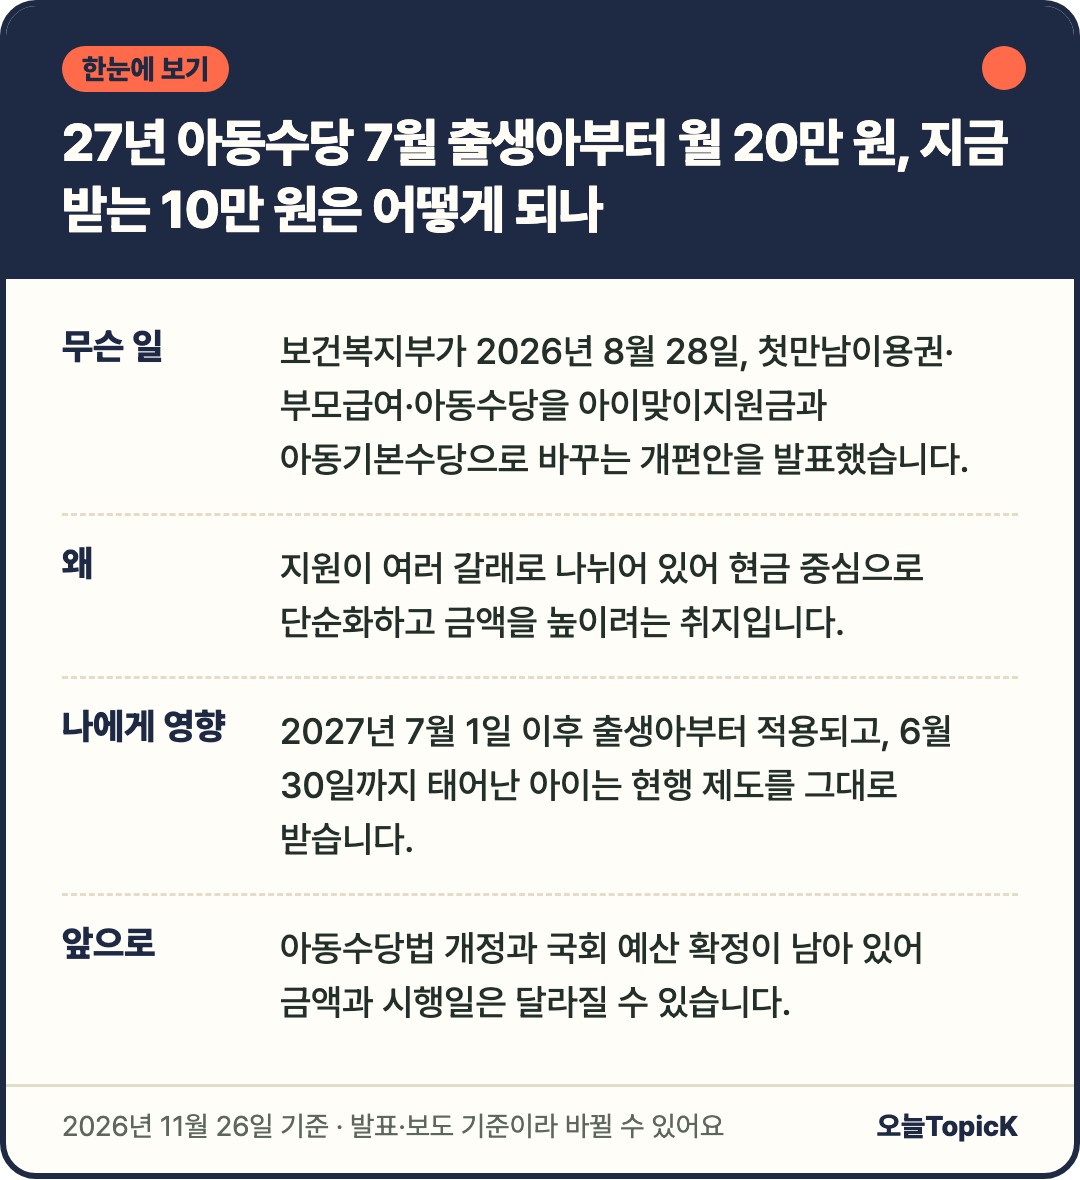 한눈에 보기
27년 아동수당 7월 출생아부터 월 20만 원, 지금
받는 10만 원은 어떻게 되나
무슨 일
보건복지부가 2026년 8월 28일, 첫만남이용권·
부모급여·아동수당을 아이맞이지원금과
아동기본수당으로 바꾸는 개편안을 발표했습니다.
왜
지원이 여러 갈래로 나뉘어 있어 현금 중심으로
단순화하고 금액을 높이려는 취지입니다.
나에게 영향
2027년 7월 1일 이후 출생아부터 적용되고, 6월
30일까지 태어난 아이는 현행 제도를 그대로
받습니다.
앞으로
아동수당법 개정과 국회 예산 확정이 남아 있어
금액과 시행일은 달라질 수 있습니다.
2026년 11월 26일 기준 · 발표·보도 기준이라 바뀔 수 있어요
오늘TopicK